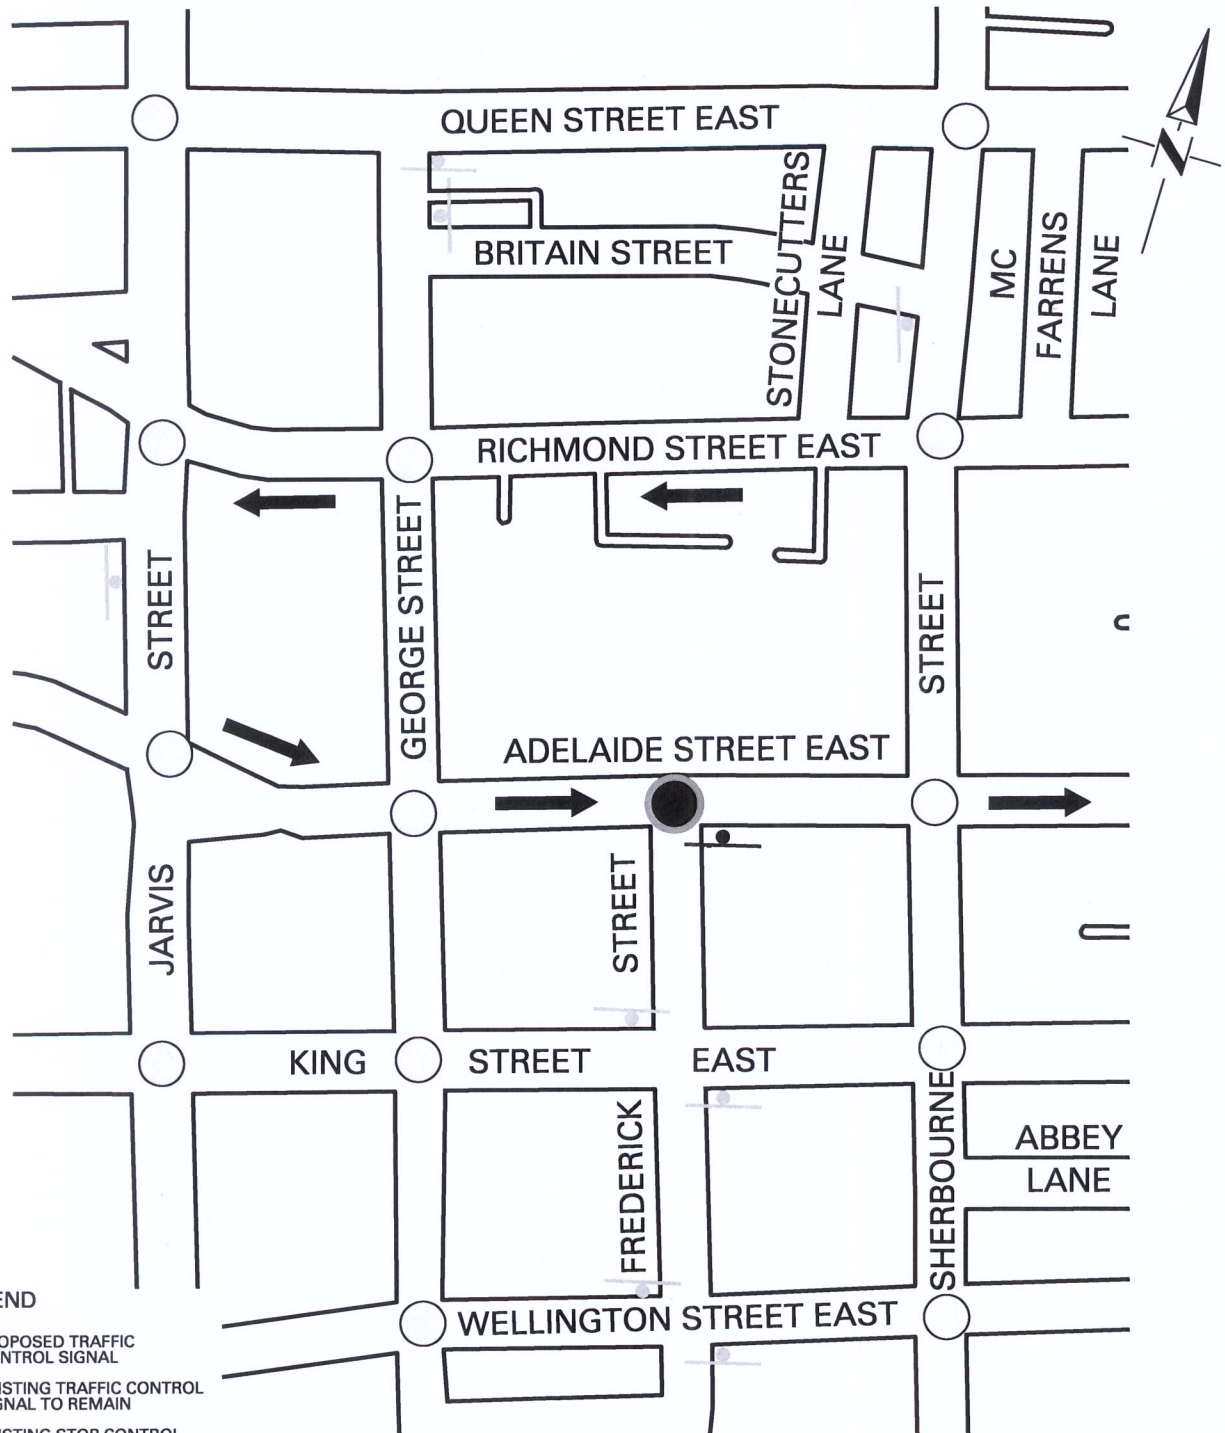 QUEEN STREET EAST
N
STONECUTTERS
LANE
BRITAIN STREET
MC
FARRENS
LANE
RICHMOND STREET EAST
STREET
GEORGE STREET
STREET
ADELAIDE STREET EAST
JARVIS
STREET
KING STREET EAST
FREDERICK
SHERBOURNE
ABBEY
LANE
WELLINGTON STREET EAST
END
OPOSED TRAFFIC
NTROL SIGNAL
ISTING TRAFFIC CONTROL
GNAL TO REMAIN